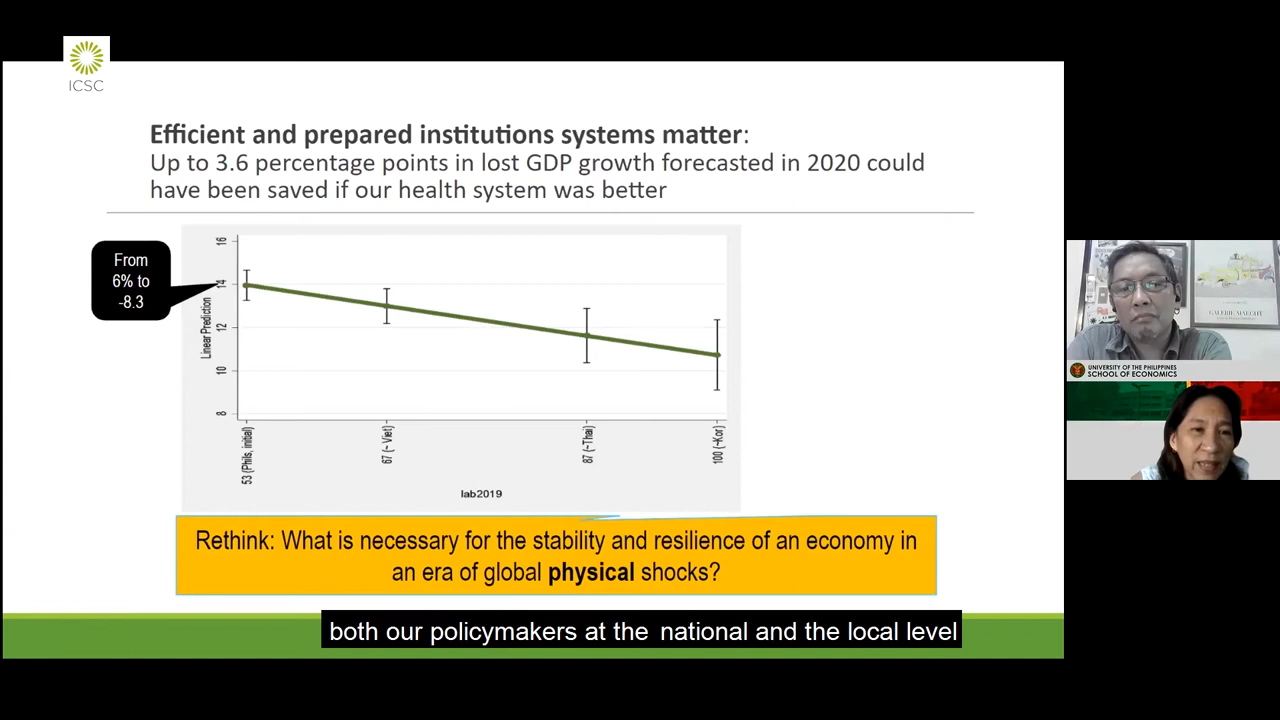 ICSC
Efficient and prepared institutions systems matter:
Up to 3.6 percentage points in lost GDP growth forecasted in 2020 could
have been saved if our health system was better
From
6% to
-8.3
16
14
12
10
8
Linear Prediction
53 (Phils, initial)
67 (~ Viet)
87 (~Thai)
100 (~Kor)
lab2019
Rethink: What is necessary for the stability and resilience of an economy in
an era of global physical shocks?
both our policymakers at the national and the local level
GALERIE MAEGHT
UNIVERSITY OF THE PHILIPPINES
SCHOOL OF ECONOMICS